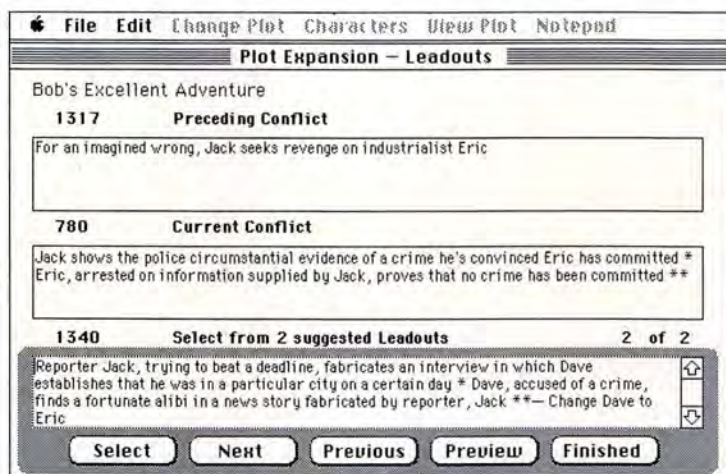 File Edit Change Plot Characters View Plot Notepad
Plot Expansion – Leadouts
Bob's Excellent Adventure
1317 Preceding Conflict
For an imagined wrong, Jack seeks revenge on industrialist Eric
780 Current Conflict
Jack shows the police circumstantial evidence of a crime he's convinced Eric has committed *
Eric, arrested on information supplied by Jack, proves that no crime has been committed **
1340 Select from 2 suggested Leadouts 2 of 2
Reporter Jack, trying to beat a deadline, fabricates an interview in which Dave
establishes that he was in a particular city on a certain day * Dave, accused of a crime,
finds a fortunate alibi in a news story fabricated by reporter, Jack **— Change Dave to
Eric
Select Next Previous Preview Finished